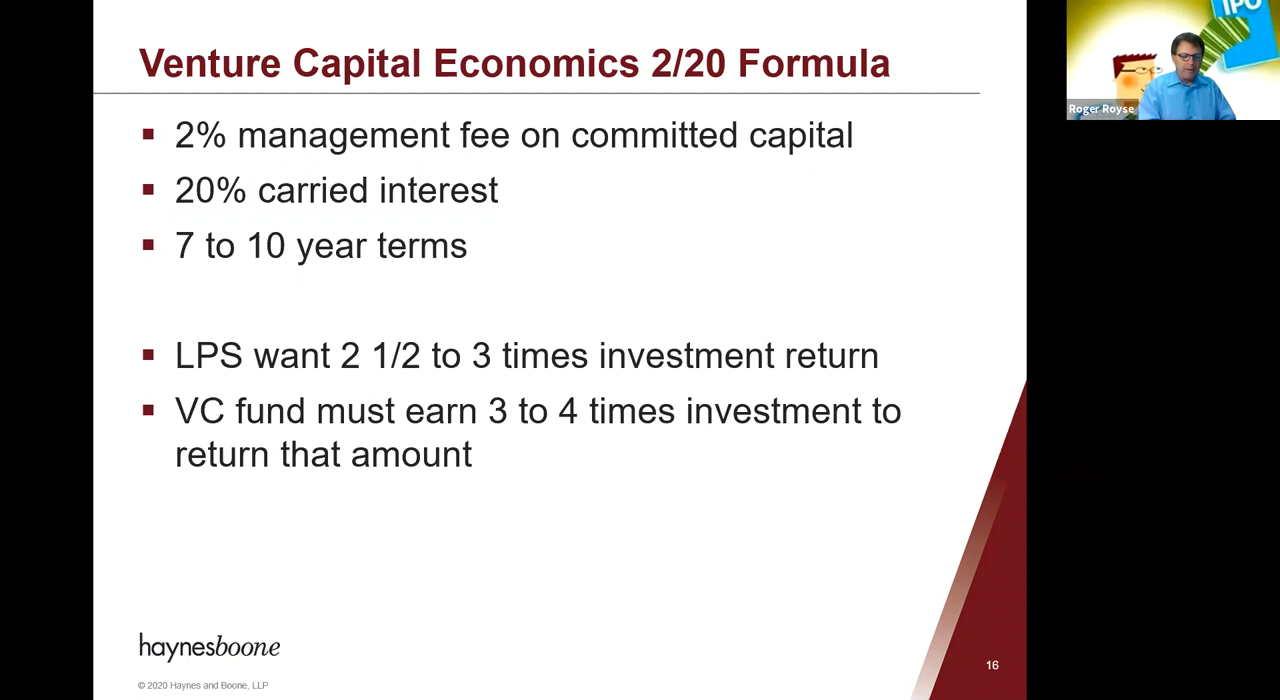 Venture Capital Economics 2/20 Formula
▪ 2% management fee on committed capital
▪ 20% carried interest
▪ 7 to 10 year terms
▪ LPS want 2 1/2 to 3 times investment return
▪ VC fund must earn 3 to 4 times investment to
return that amount
haynesboone
© 2020 Haynes and Boone, LLP
16
IPO
Roger Royse